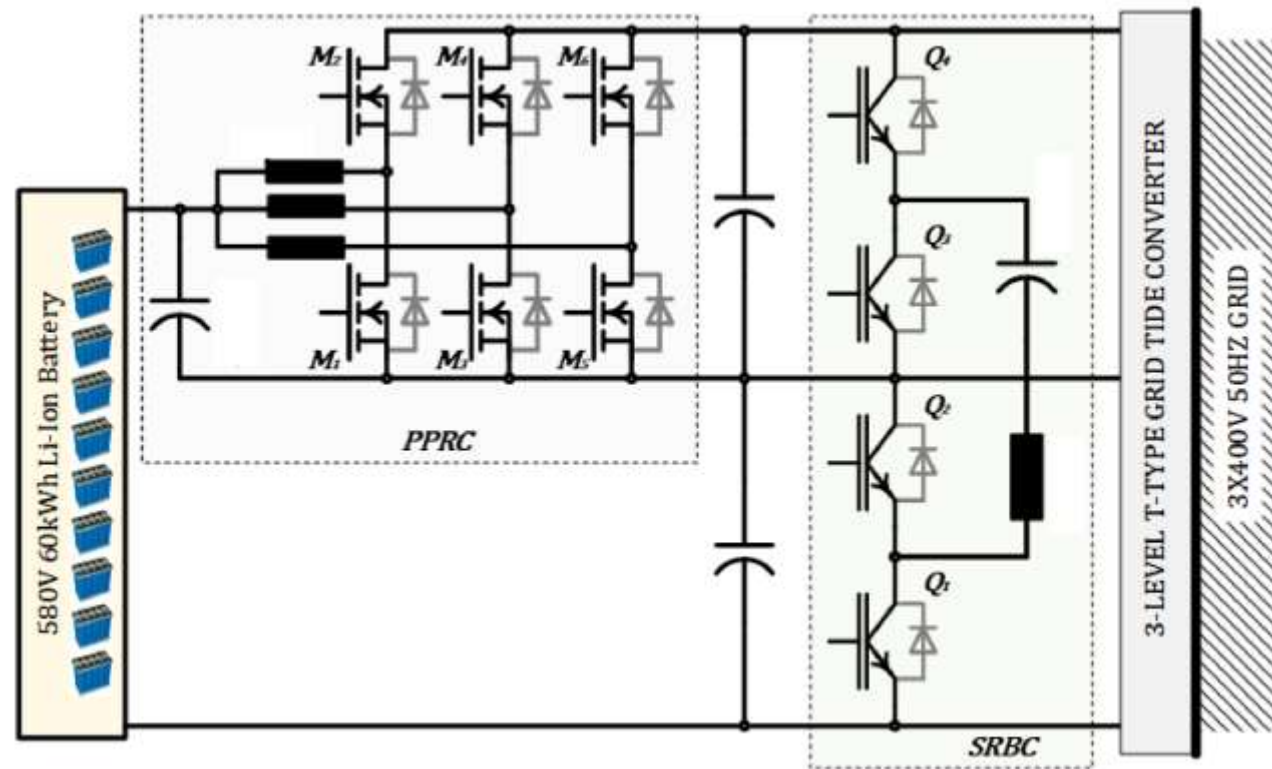 M2
M4
M6
Q4
M1
M3
M5
Q3
PPRC
Q2
Q1
SRBC
580V 60kWh Li-Ion Battery
3-LEVEL T-TYPE GRID TIDE CONVERTER
3X400V 50HZ GRID